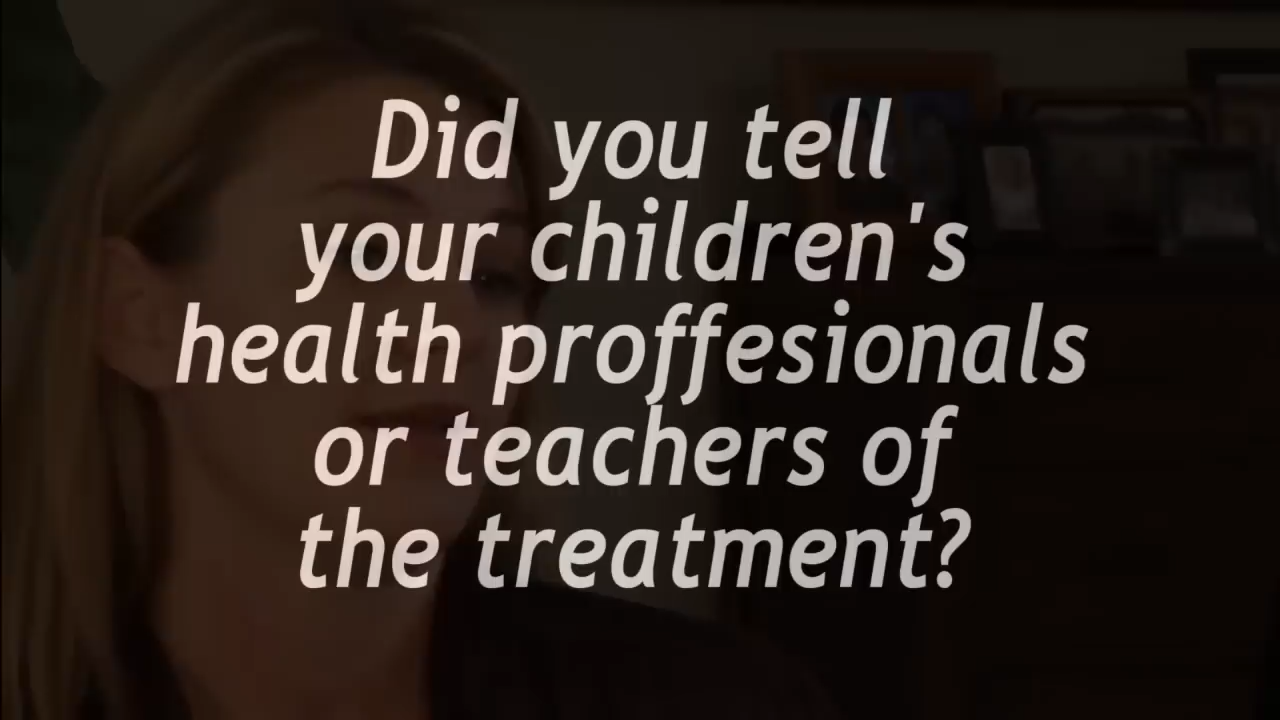 Did you tell
your children's
health proffesionals
or teachers of
the treatment?